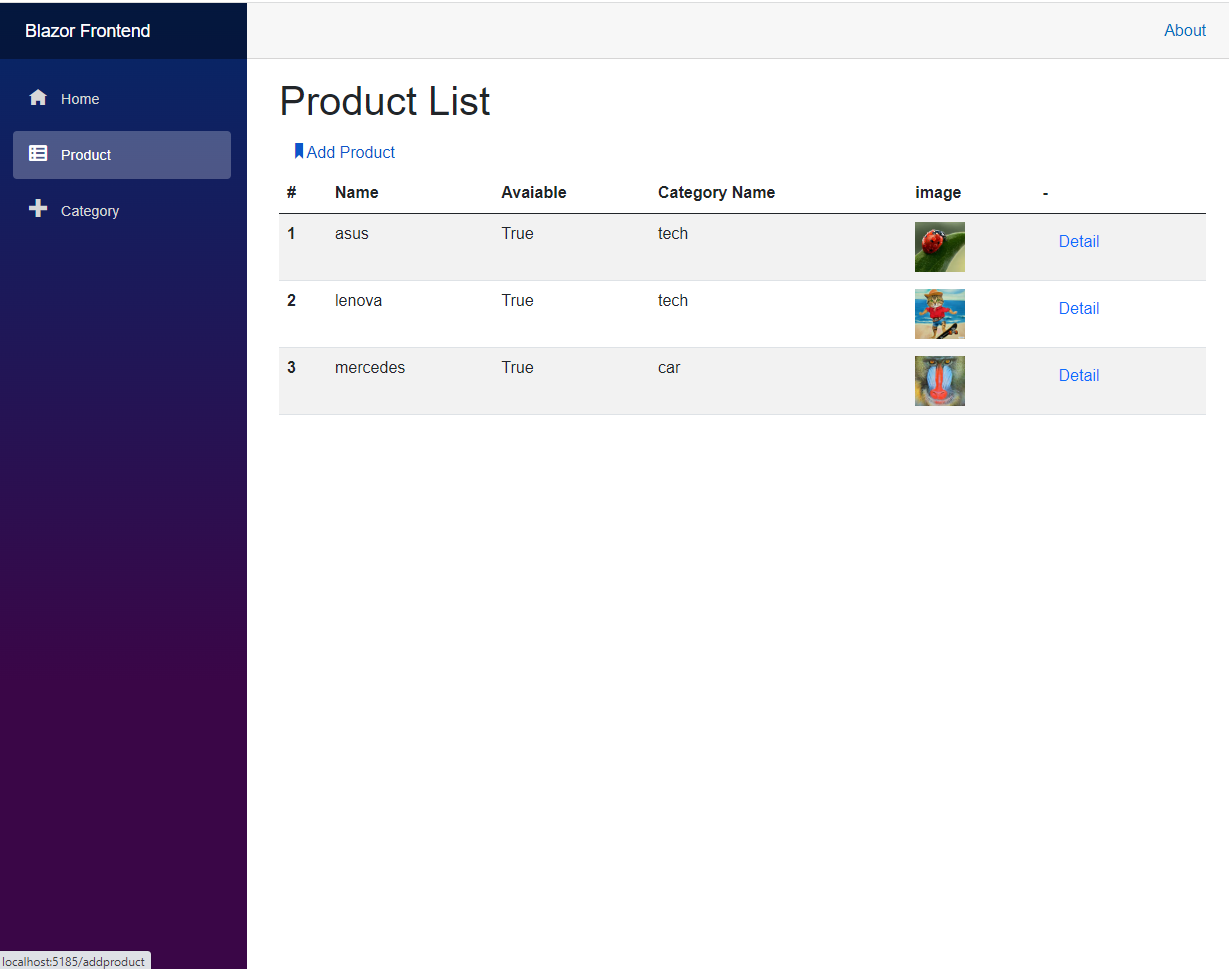 Blazor Frontend
About
Home
Product
Category
Product List
Add Product
# Name Avaiable Category Name image -
1 asus True tech Detail
2 lenova True tech Detail
3 mercedes True car Detail
localhost:5185/addproduct